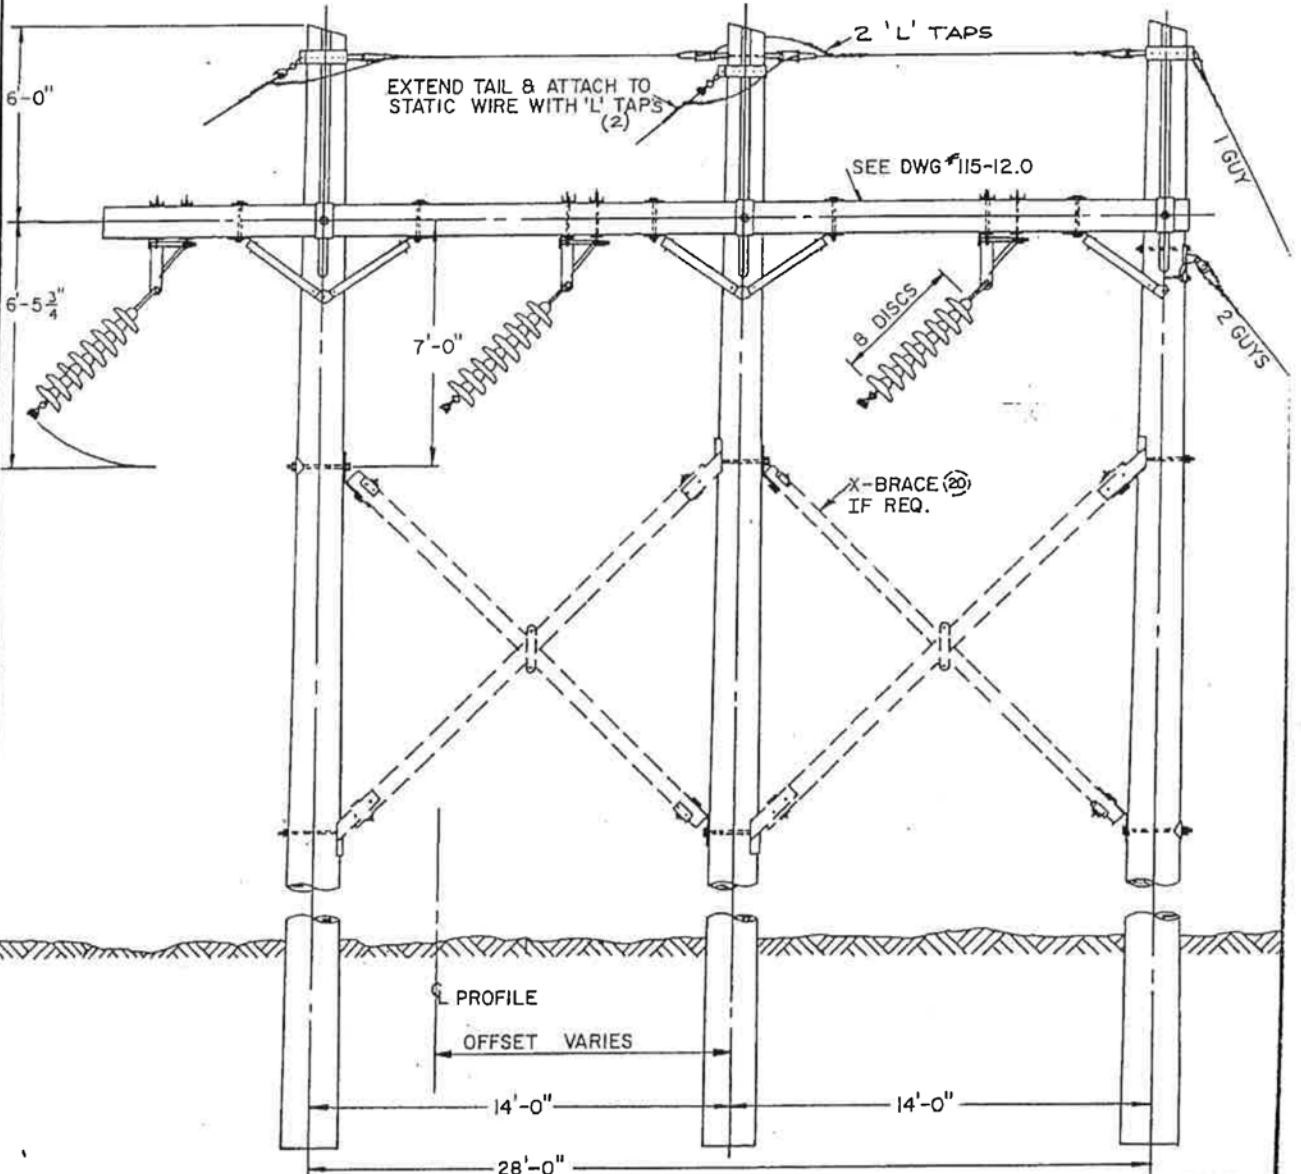 2 'L' TAPS
EXTEND TAIL & ATTACH TO
STATIC WIRE WITH 'L' TAPS
(2)
6'-0"
1 GUY
SEE DWG #115-12.0
6'-5 3/4"
7'-0"
8 DISCS
2 GUYS
X-BRACE (20)
IF REQ.
℄ PROFILE
OFFSET VARIES
14'-0"
14'-0"
28'-0"